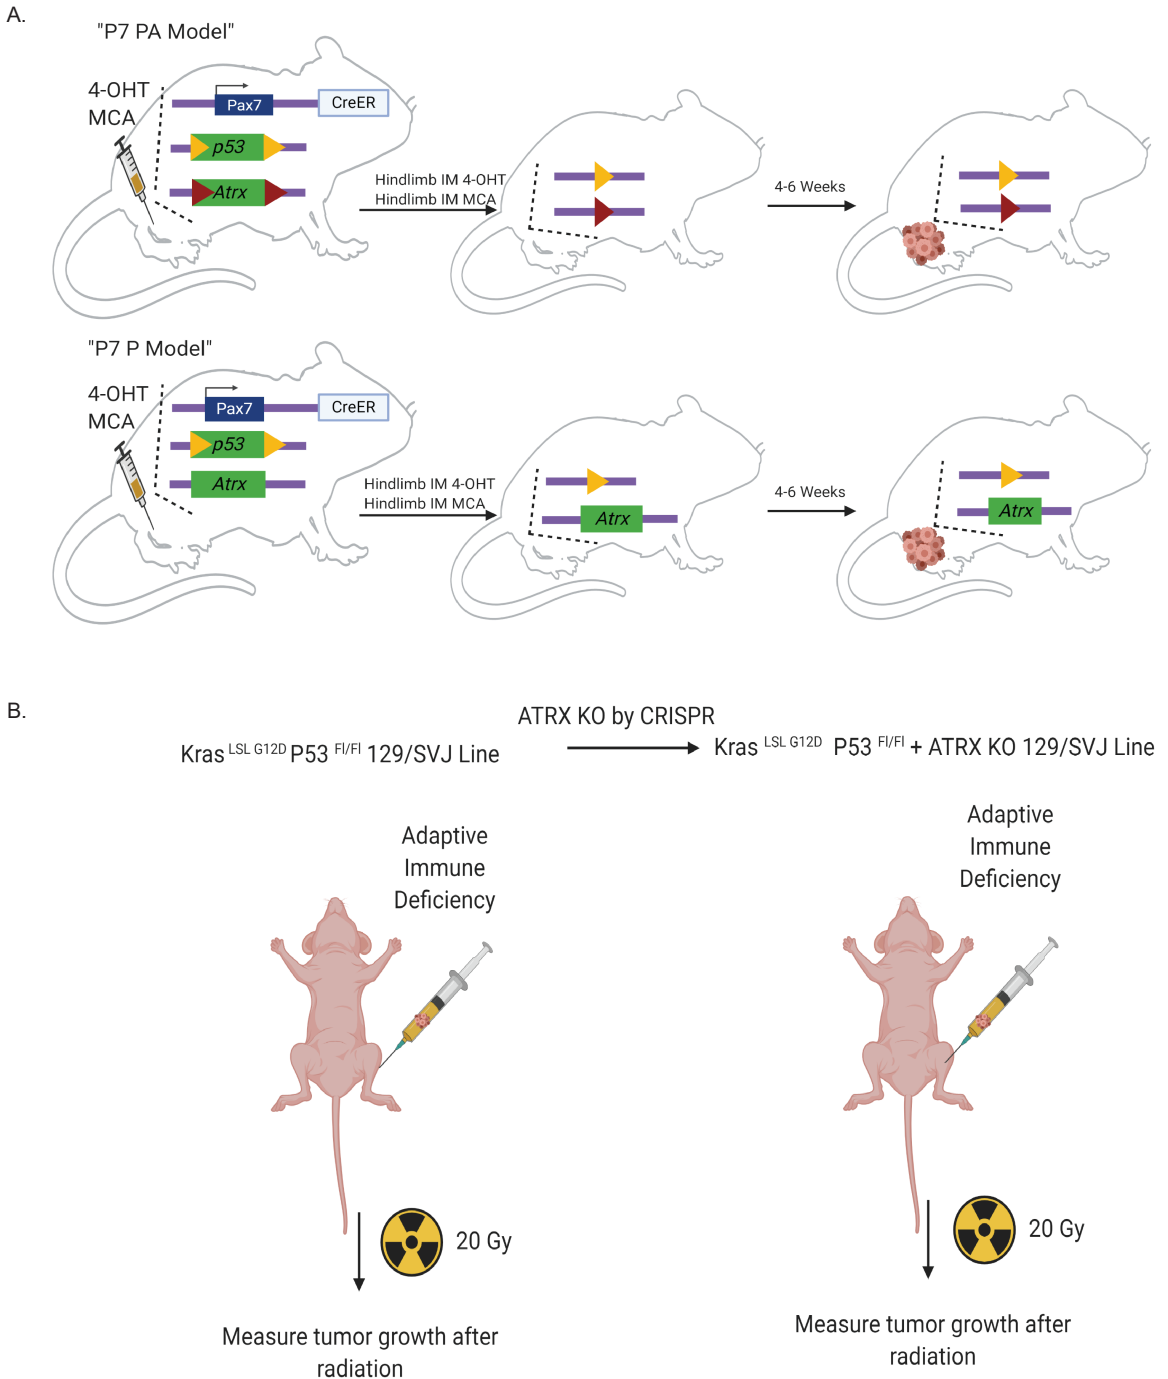 A.
"P7 PA Model"
4-OHT
MCA
Pax7
CreER
p53
Atrx
Hindlimb IM 4-OHT
Hindlimb IM MCA
4-6 Weeks
"P7 P Model"
4-OHT
MCA
Pax7
CreER
p53
Atrx
Hindlimb IM 4-OHT
Hindlimb IM MCA
Atrx
4-6 Weeks
Atrx
B.
ATRX KO by CRISPR
Kras LSL G12D P53 Fl/Fl 129/SVJ Line
Kras LSL G12D P53 Fl/Fl + ATRX KO 129/SVJ Line
Adaptive
Immune
Deficiency
Adaptive
Immune
Deficiency
20 Gy
20 Gy
Measure tumor growth after
radiation
Measure tumor growth after
radiation